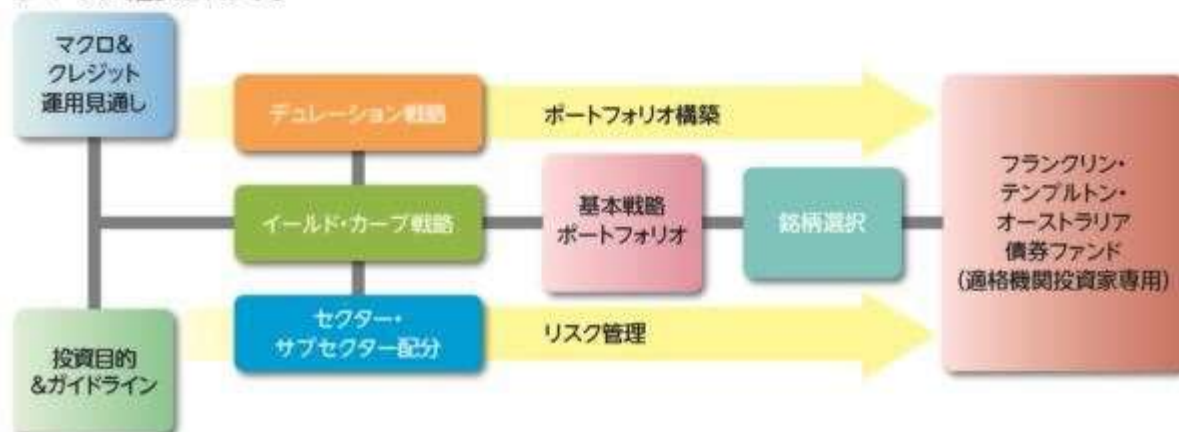 マクロ&
クレジット
運用見通し
デュレーション戦略
ポートフォリオ構築
イールド・カーブ戦略
基本戦略
ポートフォリオ
銘柄選択
フランクリン・
テンプルトン・
オーストラリア
債券ファンド
(適格機関投資家専用)
セクター・
サブセクター配分
リスク管理
投資目的
&ガイドライン